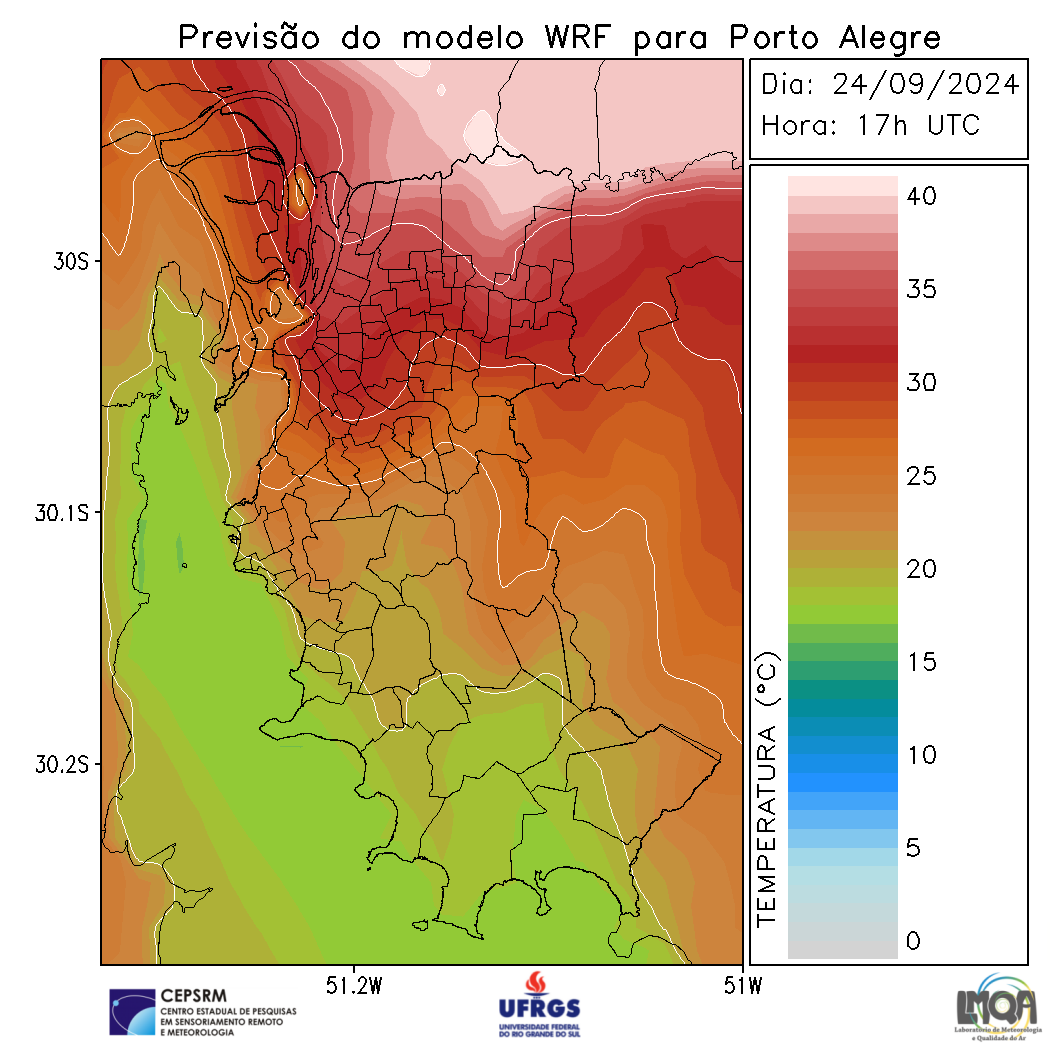 Previsão do modelo WRF para Porto Alegre
Dia: 24/09/2024
Hora: 17h UTC
30S
30.1S
30.2S
51.2W
51W
TEMPERATURA (°C)
40
35
30
25
20
15
10
5
0
CEPSRM
CENTRO ESTADUAL DE PESQUISAS
EM SENSORIAMENTO REMOTO
E METEOROLOGIA
UFRGS
UNIVERSIDADE FEDERAL
DO RIO GRANDE DO SUL
LMQA
Laboratório de Meteorologia
e Qualidade do Ar